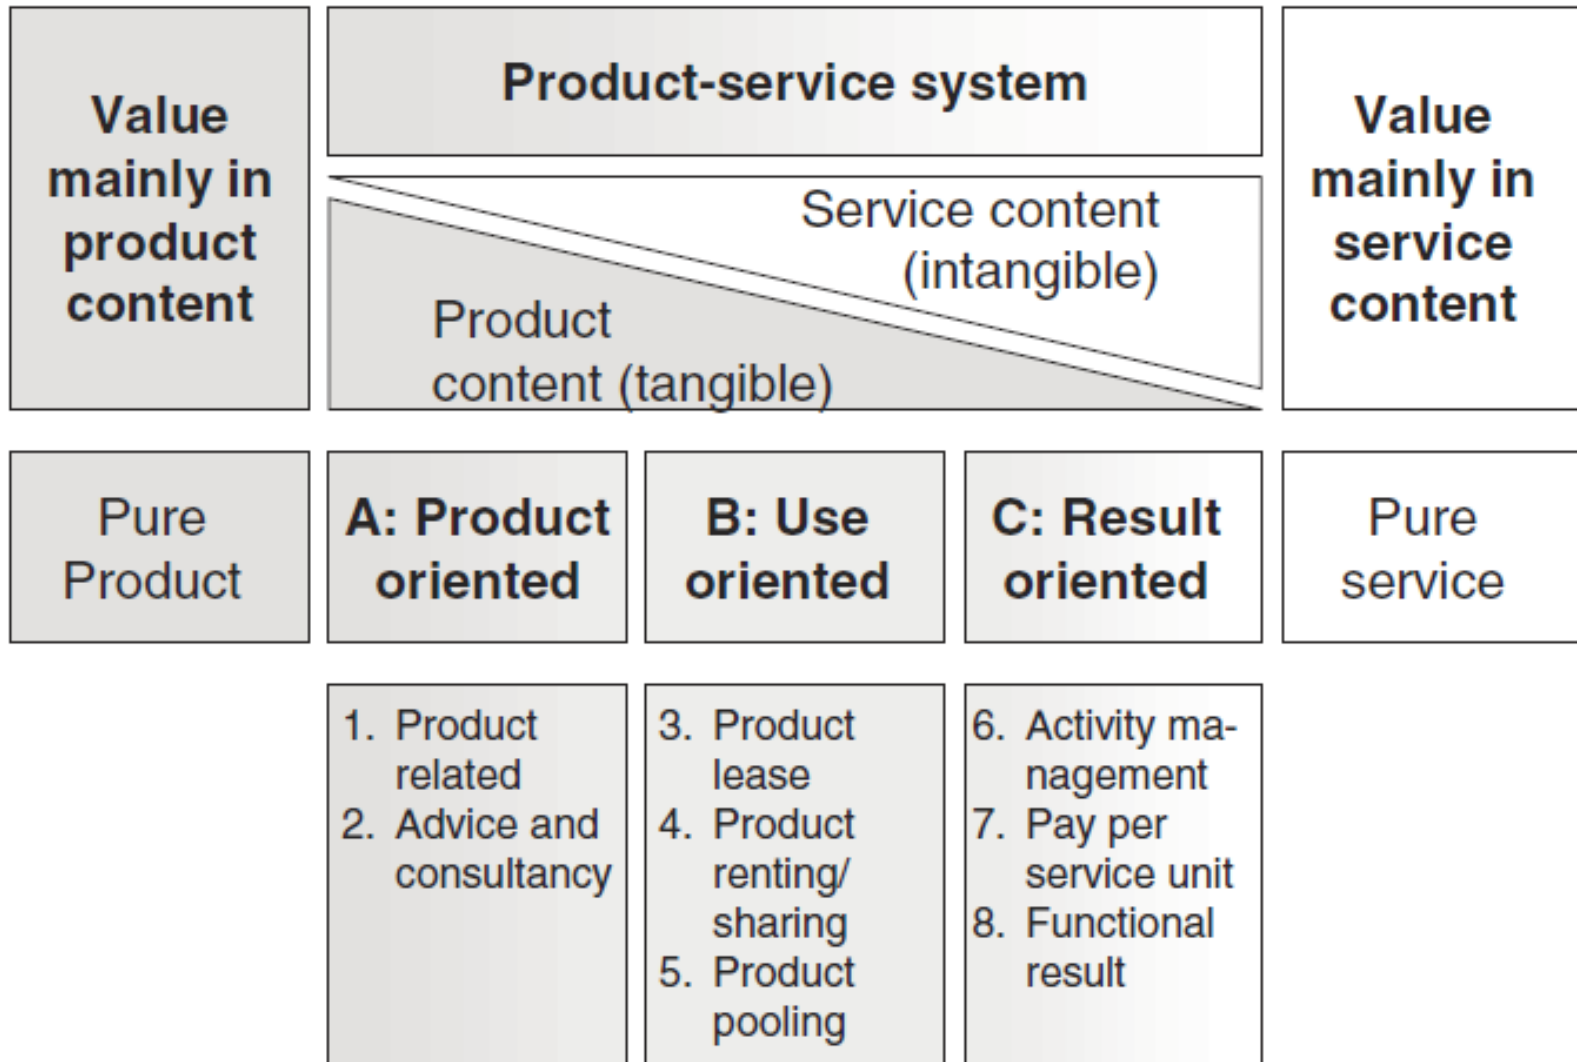 Value
mainly in
product
content
Product-service system
Service content
(intangible)
Product
content (tangible)
Value
mainly in
service
content
Pure
Product
A: Product
oriented
B: Use
oriented
C: Result
oriented
Pure
service
1. Product
related
2. Advice and
consultancy
3. Product
lease
4. Product
renting/
sharing
5. Product
pooling
6. Activity ma-
nagement
7. Pay per
service unit
8. Functional
result